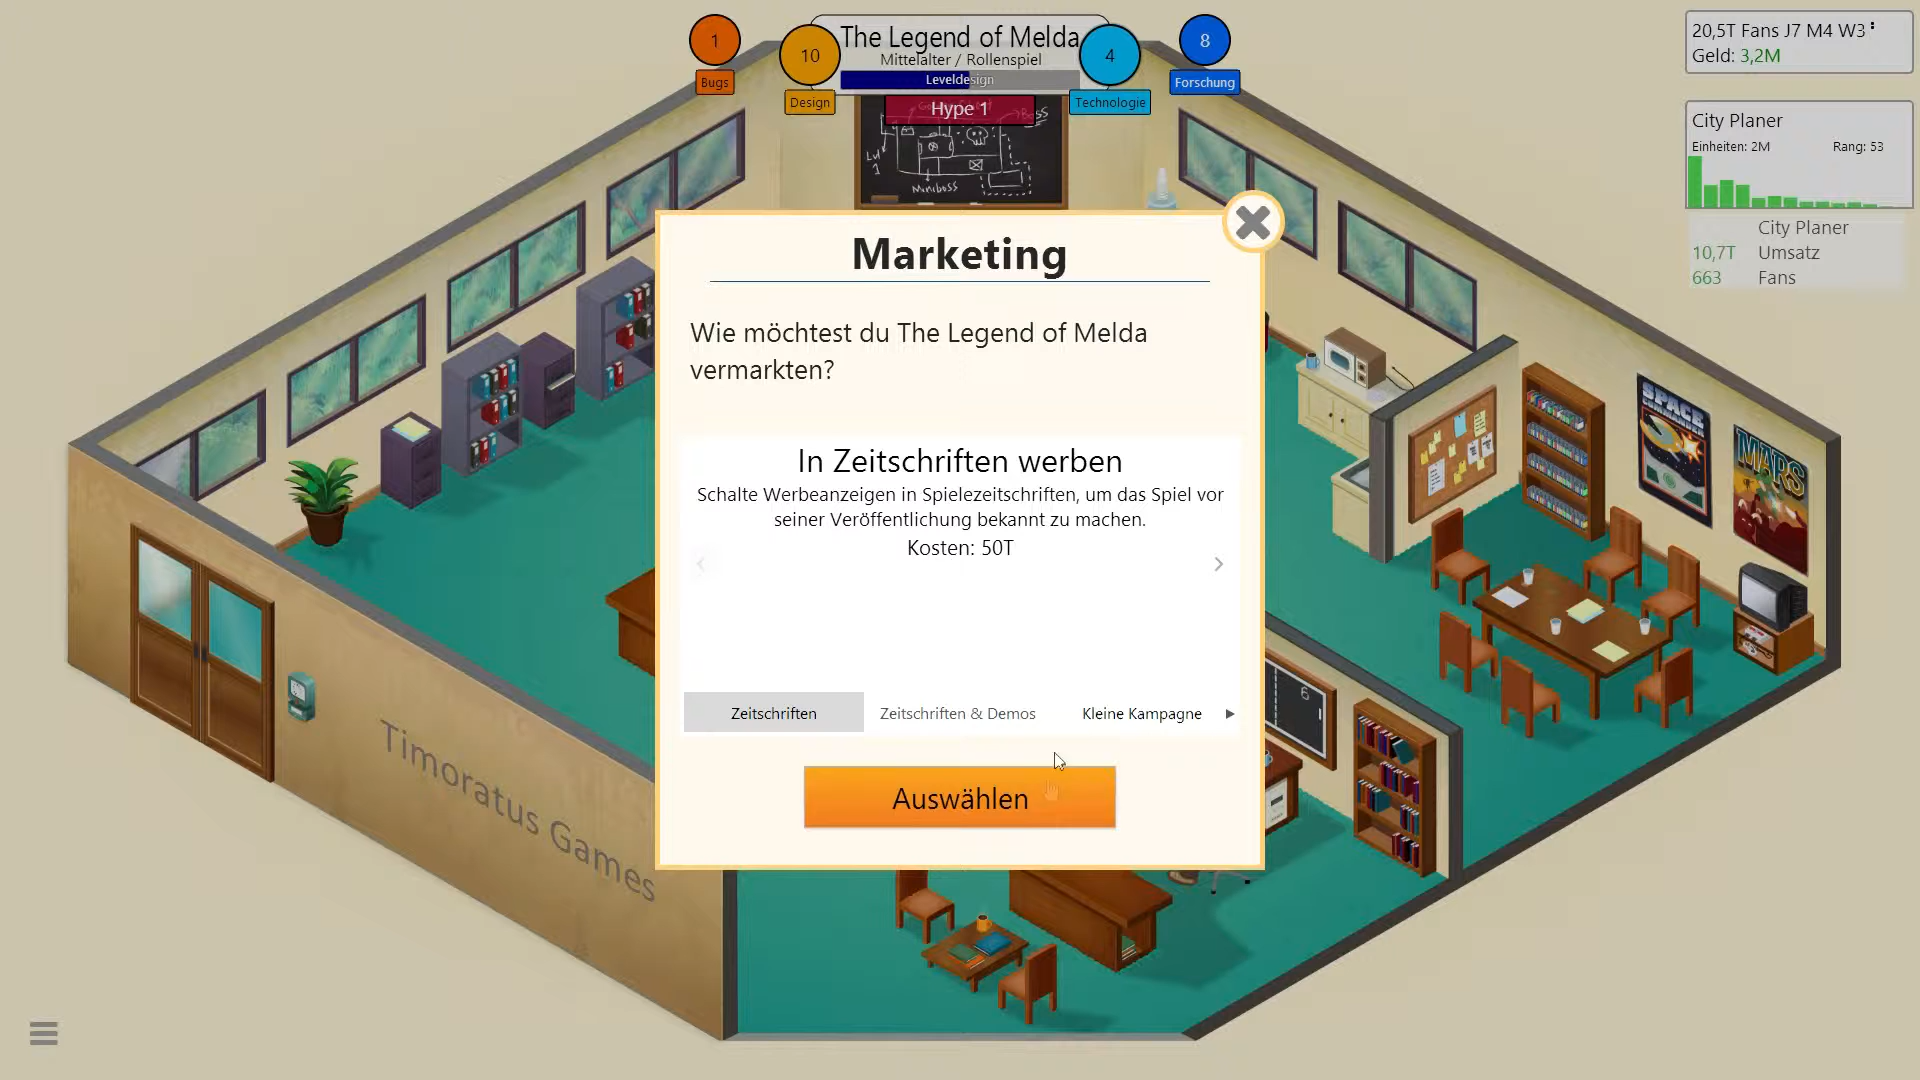 The Legend of Melda
Mittelalter / Rollenspiel
Leveldesign
Hype 1
1
Bugs
10
Design
4
Technologie
8
Forschung
20,5T Fans J7 M4 W3
Geld: 3,2M
City Planer
Einheiten: 2M
Rang: 53
City Planer
10,7T Umsatz
663 Fans
Lvl
1
Miniboss
Boss
Marketing
Wie möchtest du The Legend of Melda
vermarkten?
In Zeitschriften werben
Schalte Werbeanzeigen in Spielezeitschriften, um das Spiel vor
seiner Veröffentlichung bekannt zu machen.
Kosten: 50T
Zeitschriften
Zeitschriften & Demos
Kleine Kampagne
Auswählen
Timoratus Games
SPACE
MARS
6